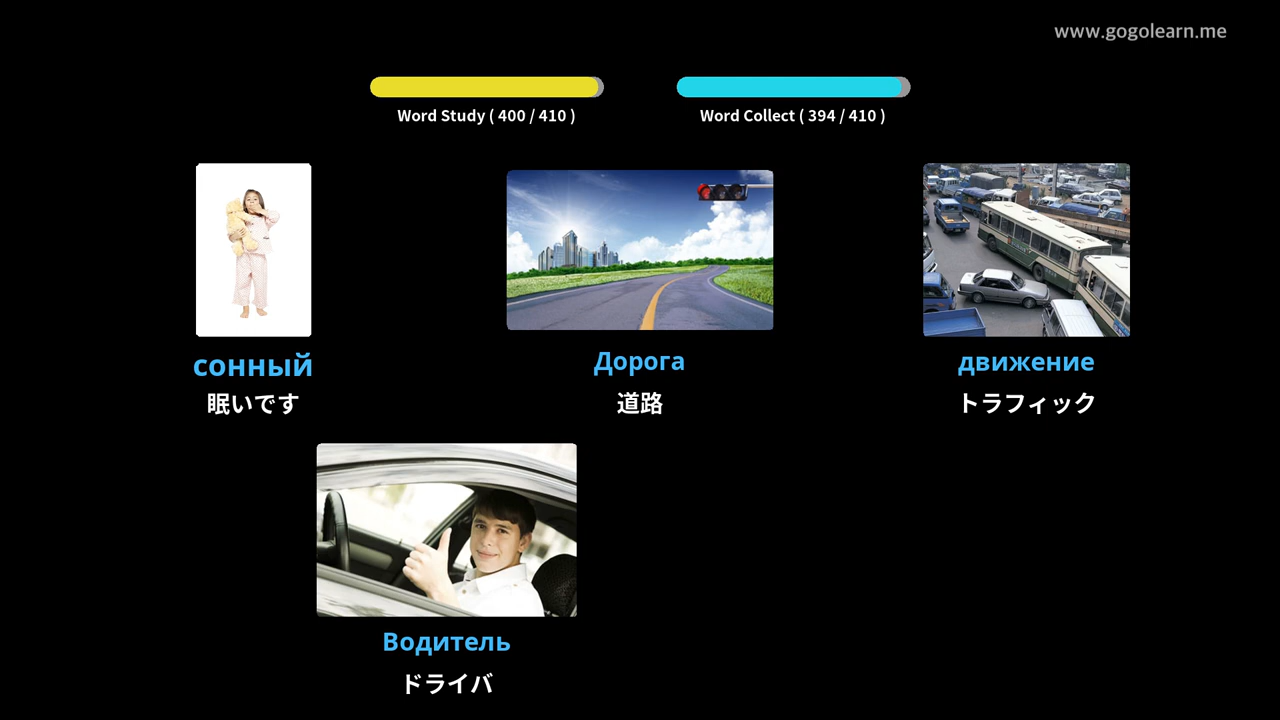 www.gogolearn.me
Word Study ( 400 / 410 )
Word Collect ( 394 / 410 )
сонный
Дорога
движение
眠いです
道路
トラフィック
Водитель
ドライバ